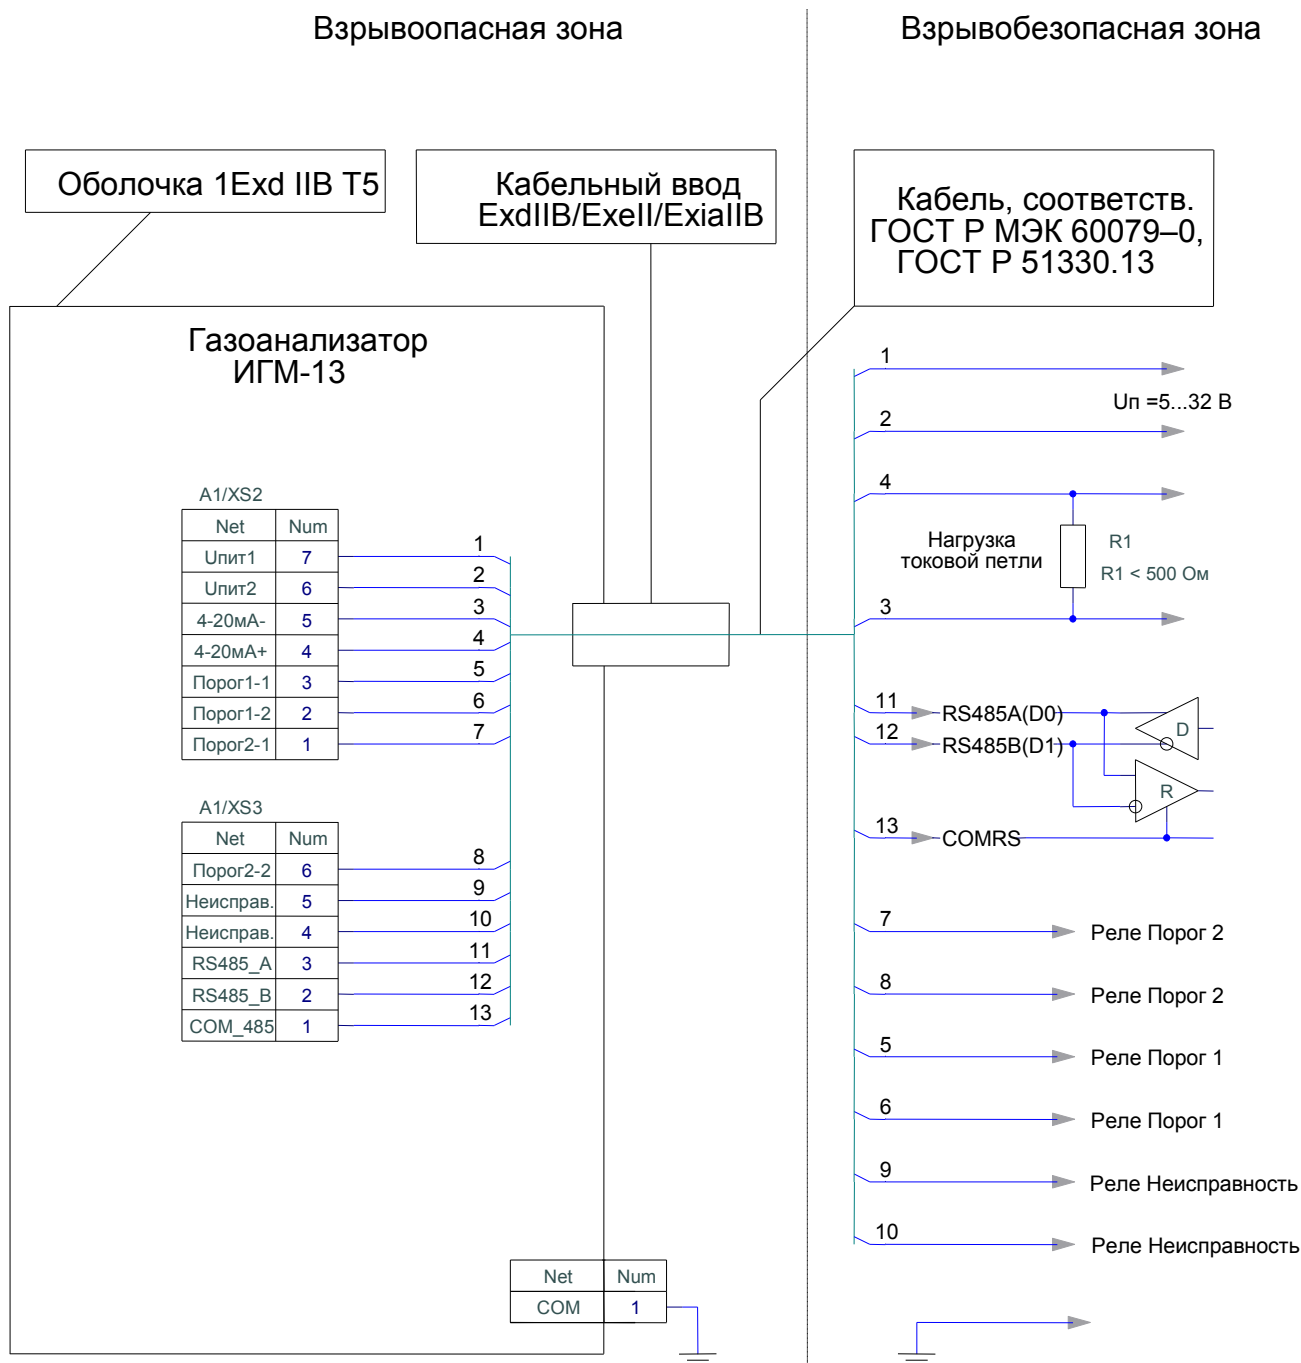 Взрывоопасная зона
Взрывобезопасная зона
Оболочка 1Exd IIB T5
Кабельный ввод
ExdIIB/ExeII/ExiaIIB
Кабель, соответств.
ГОСТ Р МЭК 60079–0,
ГОСТ Р 51330.13
Газоанализатор
ИГМ-13
A1/XS2
Net Num
Uпит1 7 1
Uпит2 6 2
4-20мА- 5 3
4-20мА+ 4 4
Порог1-1 3 5
Порог1-2 2 6
Порог2-1 1 7
A1/XS3
Net Num
Порог2-2 6 8
Неисправ. 5 9
Неисправ. 4 10
RS485_A 3 11
RS485_B 2 12
COM_485 1 13
Net Num
COM 1
1
Uп =5...32 В
2
4
Нагрузка
токовой петли
R1
R1 < 500 Ом
3
11 RS485A(D0)
12 RS485B(D1)
D
R
13 COMRS
7 Реле Порог 2
8 Реле Порог 2
5 Реле Порог 1
6 Реле Порог 1
9 Реле Неисправность
10 Реле Неисправность